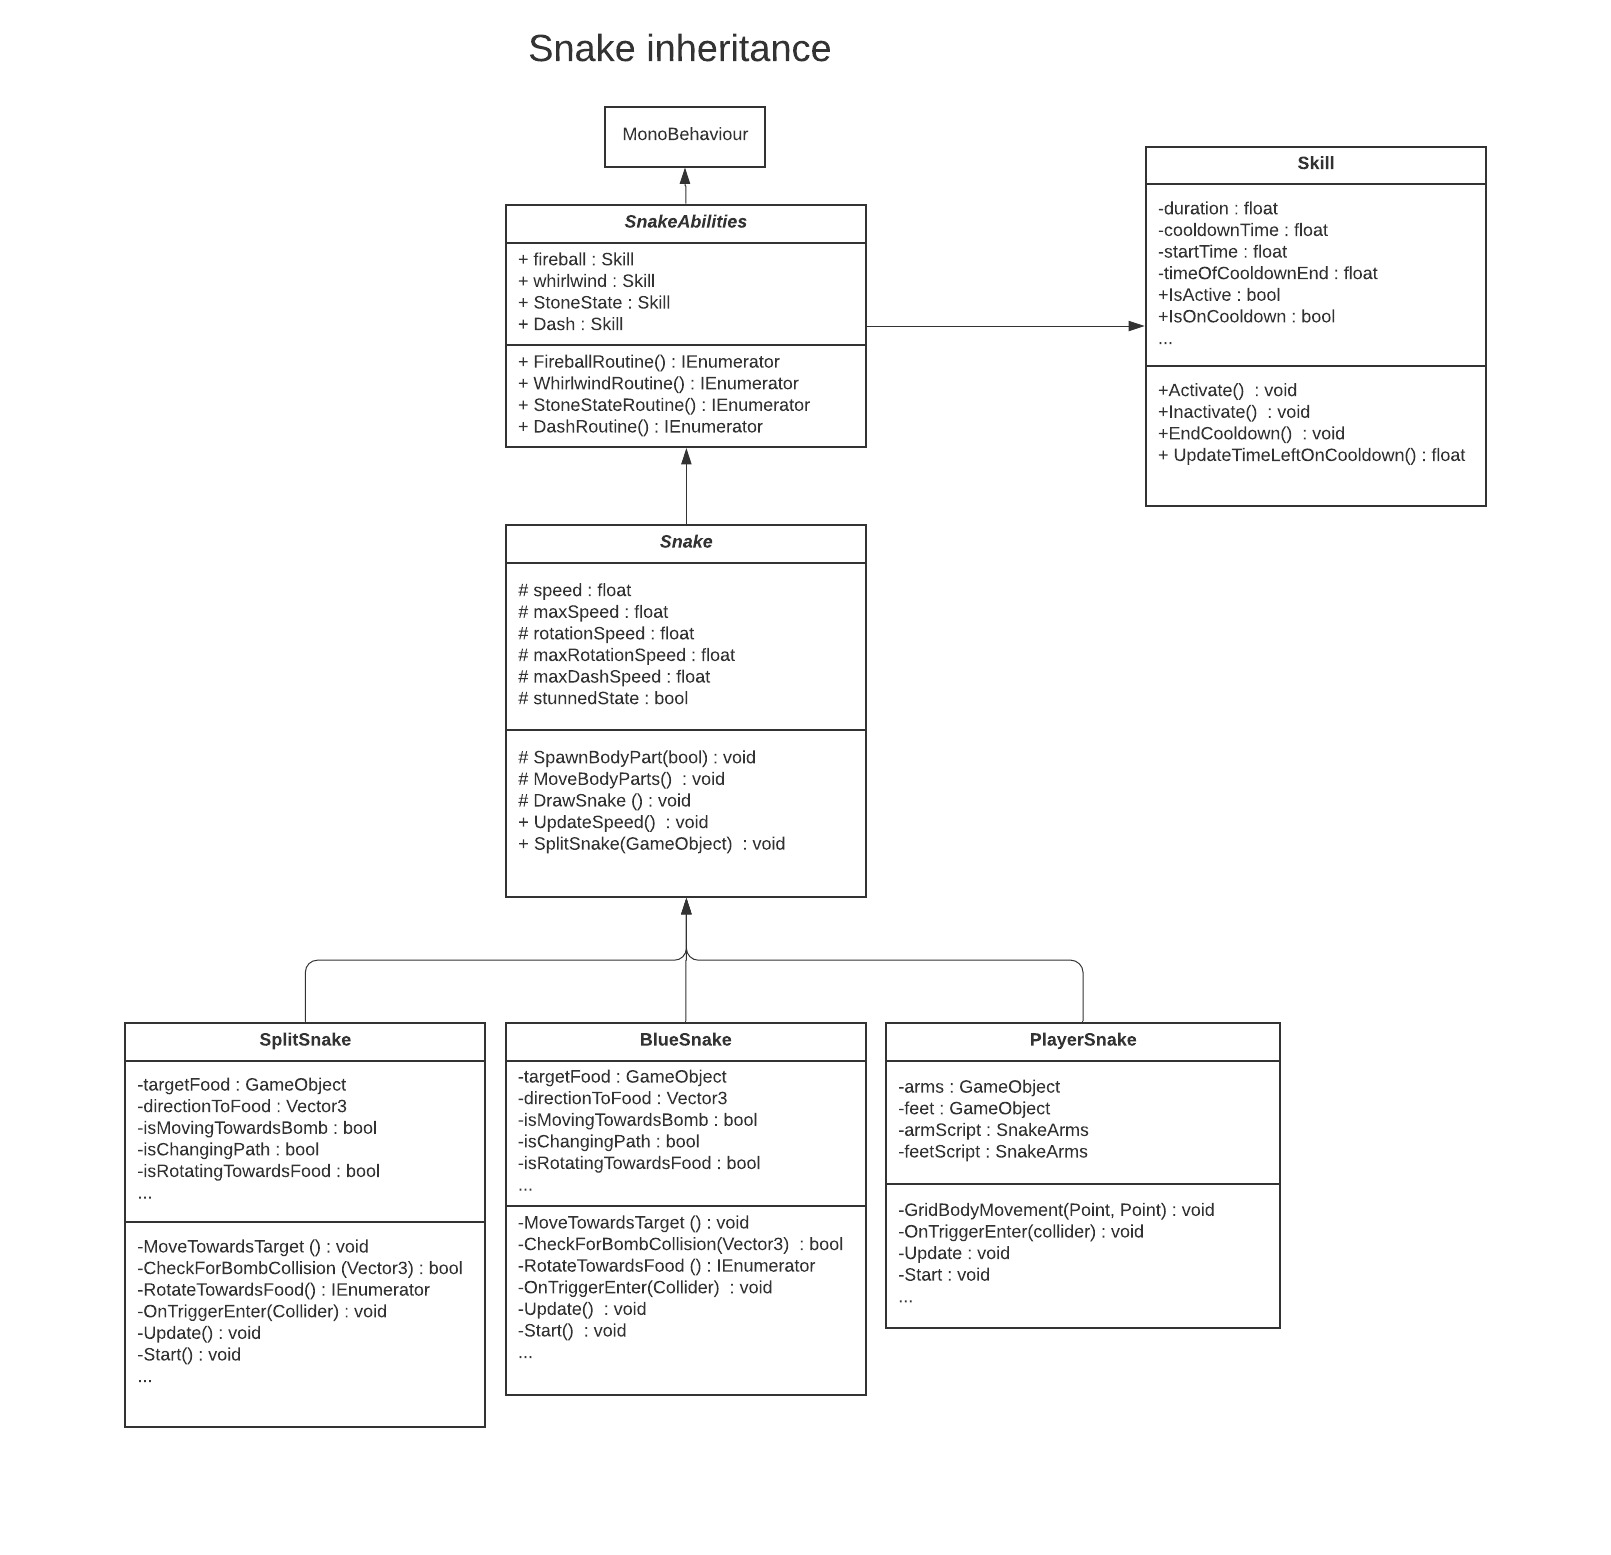 Snake inheritance
MonoBehaviour
SnakeAbilities
+ fireball : Skill
+ whirlwind : Skill
+ StoneState : Skill
+ Dash : Skill
+ FireballRoutine() : IEnumerator
+ WhirlwindRoutine() : IEnumerator
+ StoneStateRoutine() : IEnumerator
+ DashRoutine() : IEnumerator
Skill
-duration : float
-cooldownTime : float
-startTime : float
-timeOfCooldownEnd : float
+IsActive : bool
+IsOnCooldown : bool
...
+Activate()  : void
+Inactivate()  : void
+EndCooldown()  : void
+ UpdateTimeLeftOnCooldown() : float
Snake
# speed : float
# maxSpeed : float
# rotationSpeed : float
# maxRotationSpeed : float
# maxDashSpeed : float
# stunnedState : bool
# SpawnBodyPart(bool) : void
# MoveBodyParts()  : void
# DrawSnake () : void
+ UpdateSpeed()  : void
+ SplitSnake(GameObject)  : void
SplitSnake
-targetFood : GameObject
-directionToFood : Vector3
-isMovingTowardsBomb : bool
-isChangingPath : bool
-isRotatingTowardsFood : bool
...
-MoveTowardsTarget () : void
-CheckForBombCollision (Vector3) : bool
-RotateTowardsFood() : IEnumerator
-OnTriggerEnter(Collider) : void
-Update() : void
-Start() : void
...
BlueSnake
-targetFood : GameObject
-directionToFood : Vector3
-isMovingTowardsBomb : bool
-isChangingPath : bool
-isRotatingTowardsFood : bool
...
-MoveTowardsTarget () : void
-CheckForBombCollision(Vector3)  : bool
-RotateTowardsFood () : IEnumerator
-OnTriggerEnter(Collider)  : void
-Update()  : void
-Start()  : void
...
PlayerSnake
-arms : GameObject
-feet : GameObject
-armScript : SnakeArms
-feetScript : SnakeArms
-GridBodyMovement(Point, Point) : void
-OnTriggerEnter(collider) : void
-Update : void
-Start : void
...